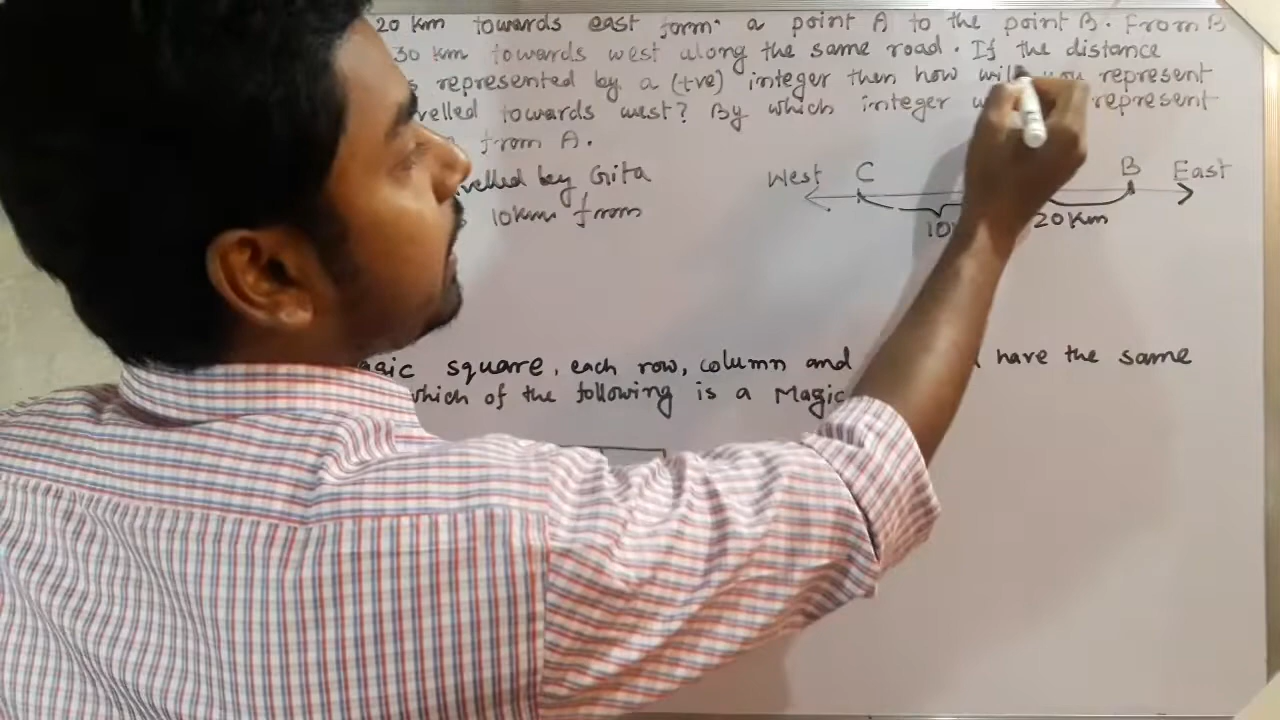 20 km towards east form a point A to the point B. From B
30 km towards west along the same road. If the distance
represented by a (+ve) integer then how will you represent
velled towards west? By which integer represent
from A.
velled by Gita
10km from
West C B East
20 Km
square, each row, column and have the same
which of the following is a Magic